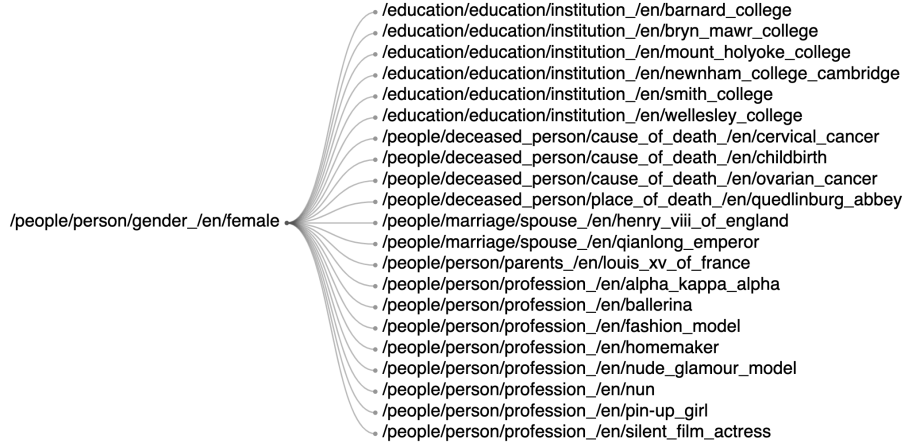 /education/education/institution_/en/barnard_college
/education/education/institution_/en/bryn_mawr_college
/education/education/institution_/en/mount_holyoke_college
/education/education/institution_/en/newnham_college_cambridge
/education/education/institution_/en/smith_college
/education/education/institution_/en/wellesley_college
/people/deceased_person/cause_of_death_/en/cervical_cancer
/people/deceased_person/cause_of_death_/en/childbirth
/people/deceased_person/cause_of_death_/en/ovarian_cancer
/people/deceased_person/place_of_death_/en/quedlinburg_abbey
/people/person/gender_/en/female
/people/marriage/spouse_/en/henry_viii_of_england
/people/marriage/spouse_/en/qianlong_emperor
/people/person/parents_/en/louis_xv_of_france
/people/person/profession_/en/alpha_kappa_alpha
/people/person/profession_/en/ballerina
/people/person/profession_/en/fashion_model
/people/person/profession_/en/homemaker
/people/person/profession_/en/nude_glamour_model
/people/person/profession_/en/nun
/people/person/profession_/en/pin-up_girl
/people/person/profession_/en/silent_film_actress